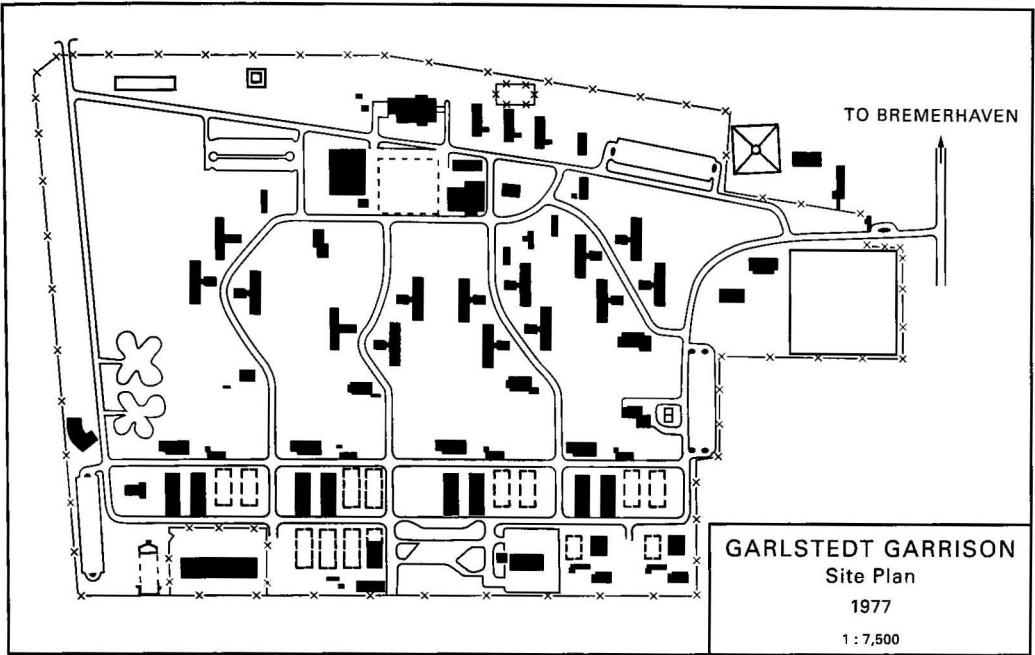 TO BREMERHAVEN
GARLSTEDT GARRISON
Site Plan
1977
1 : 7,500